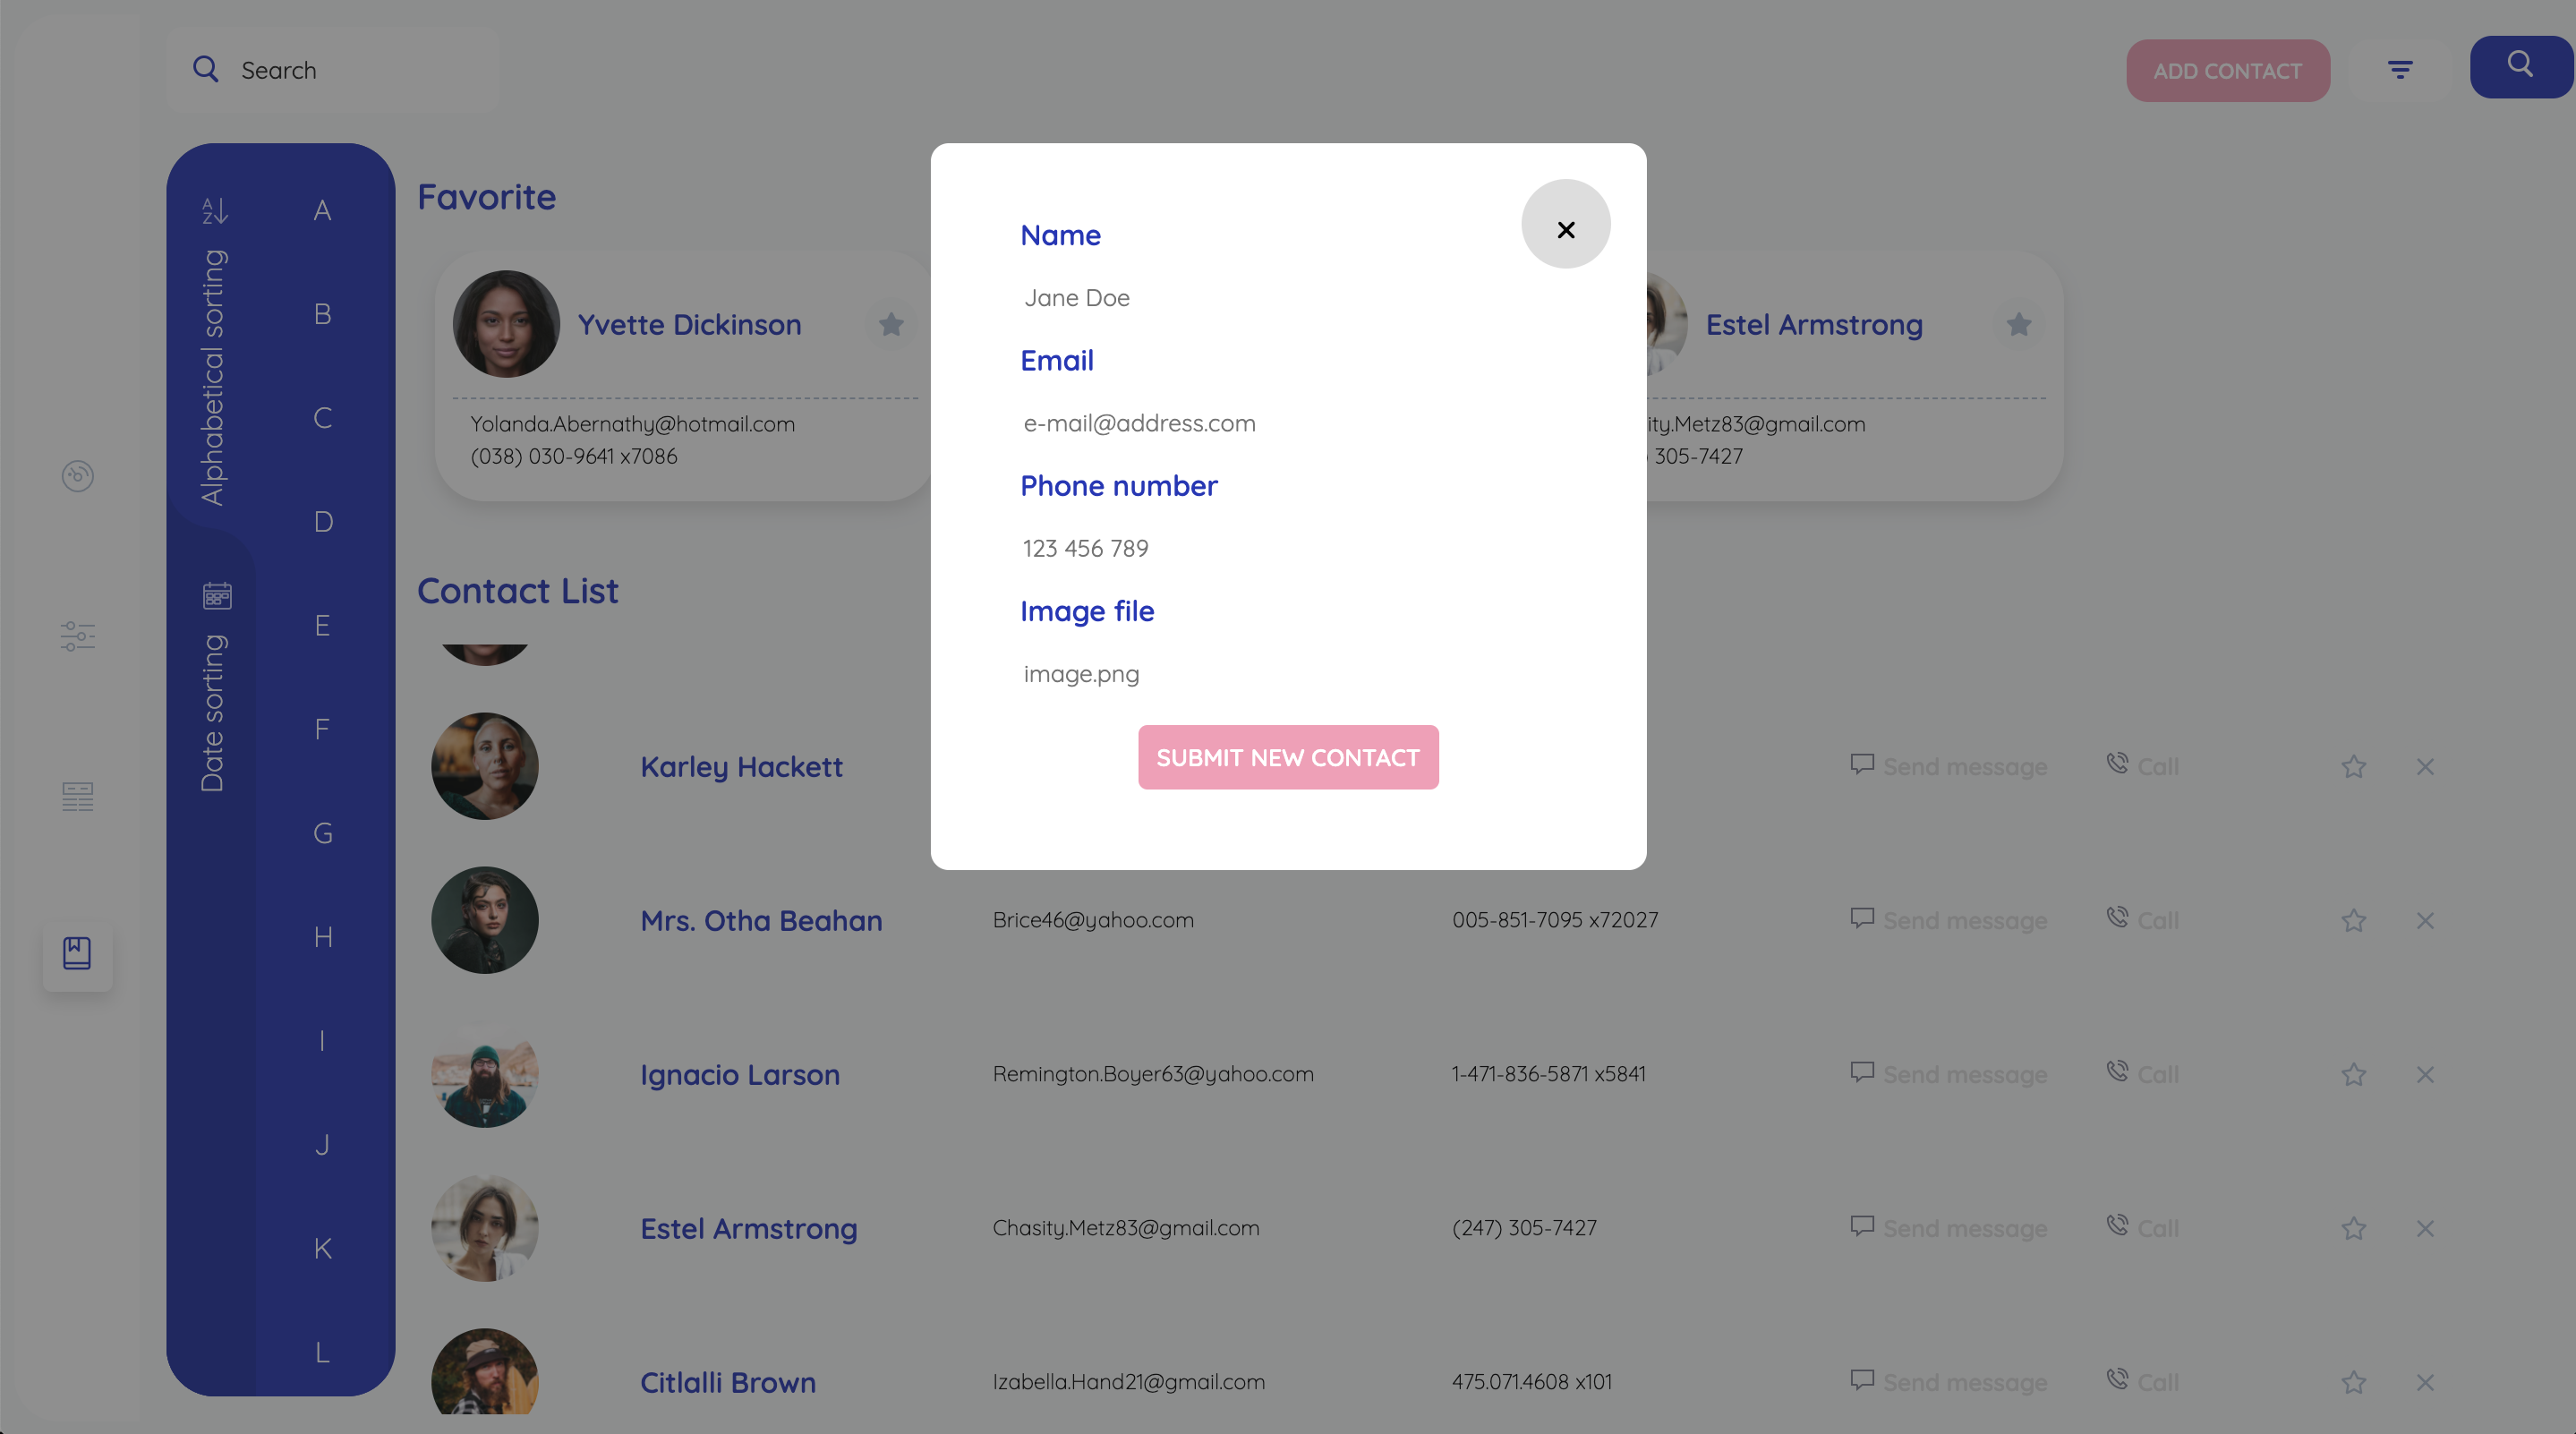 Search
ADD CONTACT
Alphabetical sorting
Date sorting
A
B
C
D
E
F
G
H
I
J
K
L
Favorite
Yvette Dickinson
Yolanda.Abernathy@hotmail.com
(038) 030-9641 x7086
Estel Armstrong
ity.Metz83@gmail.com
305-7427
Name
Jane Doe
Email
e-mail@address.com
Phone number
123 456 789
Image file
image.png
SUBMIT NEW CONTACT
Contact List
Karley Hackett
Send message Call
Mrs. Otha Beahan Brice46@yahoo.com 005-851-7095 x72027 Send message Call
Ignacio Larson Remington.Boyer63@yahoo.com 1-471-836-5871 x5841 Send message Call
Estel Armstrong Chasity.Metz83@gmail.com (247) 305-7427 Send message Call
Citlalli Brown Izabella.Hand21@gmail.com 475.071.4608 x101 Send message Call